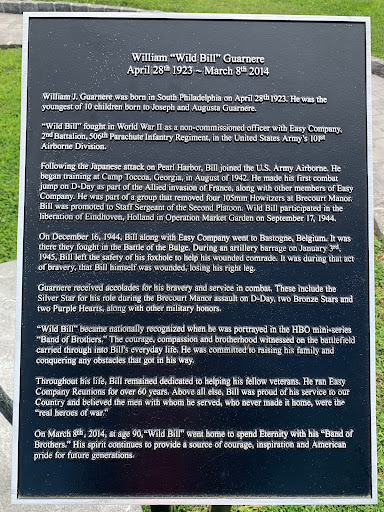 William “Wild Bill” Guarnere
April 28th 1923 ~ March 8th 2014
William J. Guarnere was born in South Philadelphia on April 28th 1923. He was the
youngest of 10 children born to Joseph and Augusta Guarnere.
“Wild Bill” fought in World War II as a non-commissioned officer with Easy Company,
2nd Battalion, 506th Parachute Infantry Regiment, in the United States Army’s 101st
Airborne Division.
Following the Japanese attack on Pearl Harbor, Bill joined the U.S. Army Airborne. He
began training at Camp Toccoa, Georgia, in August of 1942. He made his first combat
jump on D-Day as part of the Allied invasion of France, along with other members of Easy
Company. He was part of a group that removed four 105mm Howitzers at Brecourt Manor.
Bill was promoted to Staff Sergeant of the Second Platoon. Wild Bill participated in the
liberation of Eindhoven, Holland in Operation Market Garden on September 17, 1944.
On December 16, 1944, Bill along with Easy Company went to Bastogne, Belgium. It was
there they fought in the Battle of the Bulge. During an artillery barrage on January 3rd,
1945, Bill left the safety of his foxhole to help his wounded comrade. It was during that act
of bravery, that Bill himself was wounded, losing his right leg.
Guarnere received accolades for his bravery and service in combat. These include the
Silver Star for his role during the Brecourt Manor assault on D-Day, two Bronze Stars and
two Purple Hearts, along with other military honors.
“Wild Bill” became nationally recognized when he was portrayed in the HBO mini-series
“Band of Brothers.” The courage, compassion and brotherhood witnessed on the battlefield
carried through into Bill’s everyday life. He was committed to raising his family and
conquering any obstacles that got in his way.
Throughout his life, Bill remained dedicated to helping his fellow veterans. He ran Easy
Company Reunions for over 60 years. Above all else, Bill was proud of his service to our
Country and believed the men with whom he served, who never made it home, were the
“real heroes of war.”
On March 8th, 2014, at age 90, “Wild Bill” went home to spend Eternity with his “Band of
Brothers.” His spirit continues to provide a source of courage, inspiration and American
pride for future generations.